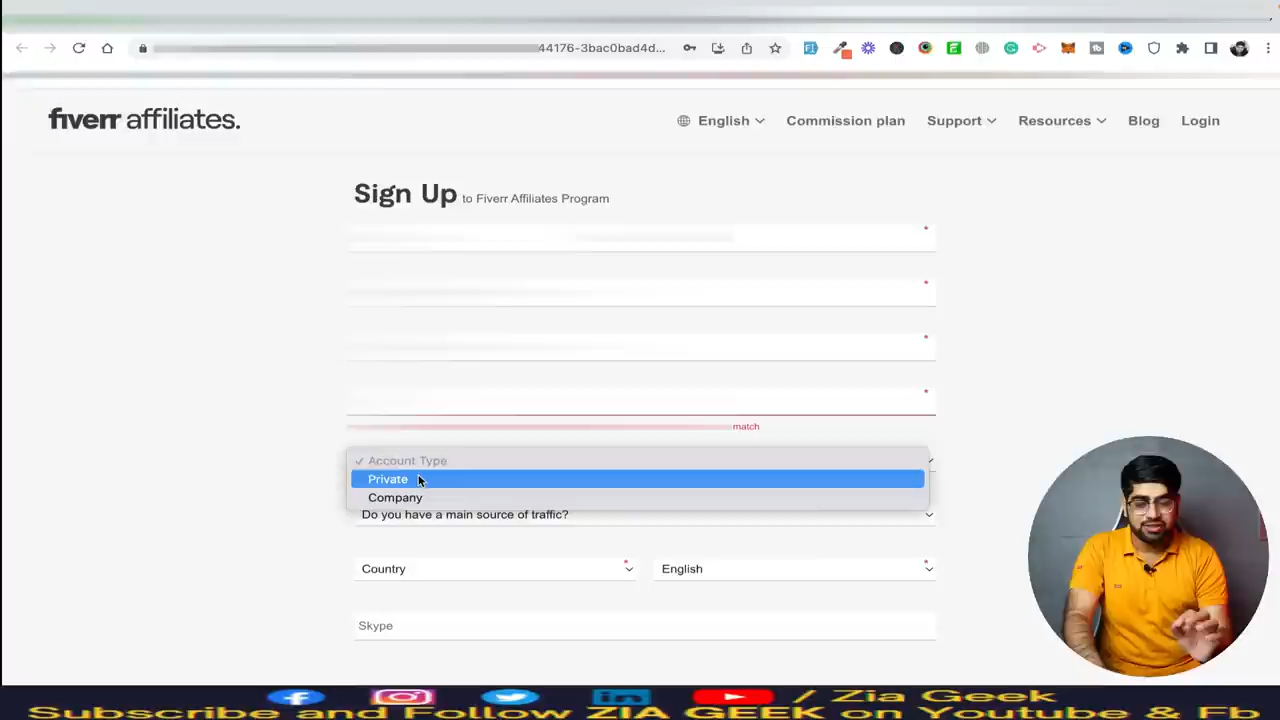 44176-3bac0bad4d...
fiverr affiliates.
English Commission plan Support Resources Blog Login
Sign Up to Fiverr Affiliates Program
*
*
*
*
match
✓ Account Type
Private
Company
Do you have a main source of traffic?
Country * English *
Skype
/ Zia Geek
Subscribe and Follow ZIA GEEK on Youtube & Fb